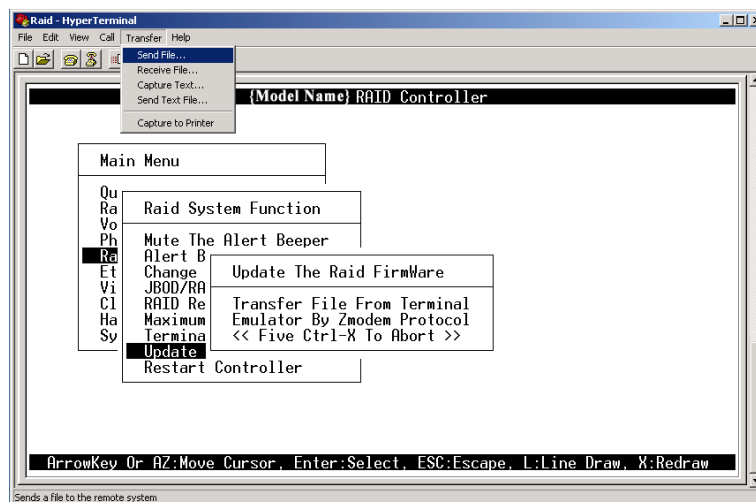 Raid - HyperTerminal
File Edit View Call Transfer Help
Send File...
Receive File...
Capture Text...
Send Text File...
Capture to Printer
{Model Name} RAID Controller
Main Menu
Qu
Ra
Vo
Ph
Ra
Et
Vi
Cl
Ha
Sy
Raid System Function
Mute The Alert Beeper
Alert B
Change
JBOD/RA
RAID Re
Maximum
Termina
Update
Restart Controller
Update The Raid FirmWare
Transfer File From Terminal
Emulator By Zmodem Protocol
<< Five Ctrl-X To Abort >>
ArrowKey Or AZ:Move Cursor, Enter:Select, ESC:Escape, L:Line Draw, X:Redraw
Sends a file to the remote system